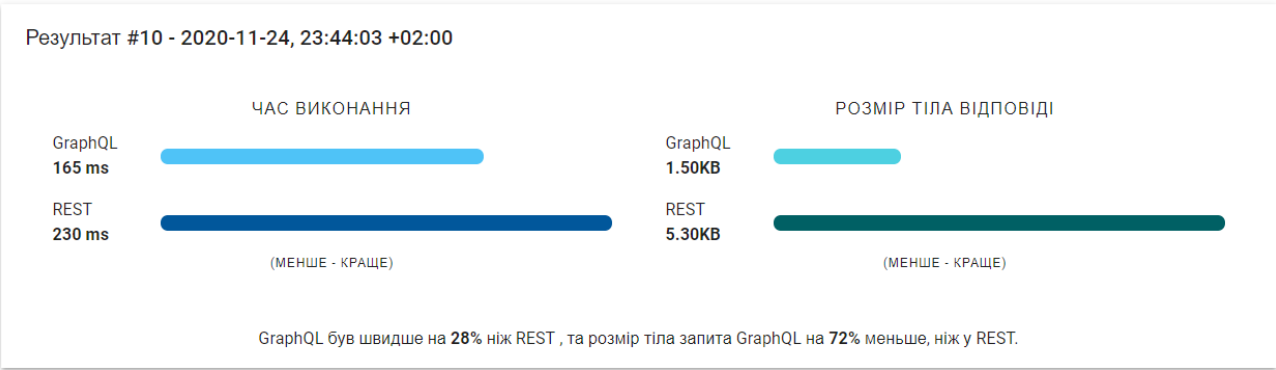 Результат #10 - 2020-11-24, 23:44:03 +02:00
ЧАС ВИКОНАННЯ
GraphQL
165 ms
REST
230 ms
(МЕНШЕ - КРАЩЕ)
РОЗМІР ТІЛА ВІДПОВІДІ
GraphQL
1.50KB
REST
5.30KB
(МЕНШЕ - КРАЩЕ)
GraphQL був швидше на 28% ніж REST , та розмір тіла запита GraphQL на 72% меньше, ніж у REST.